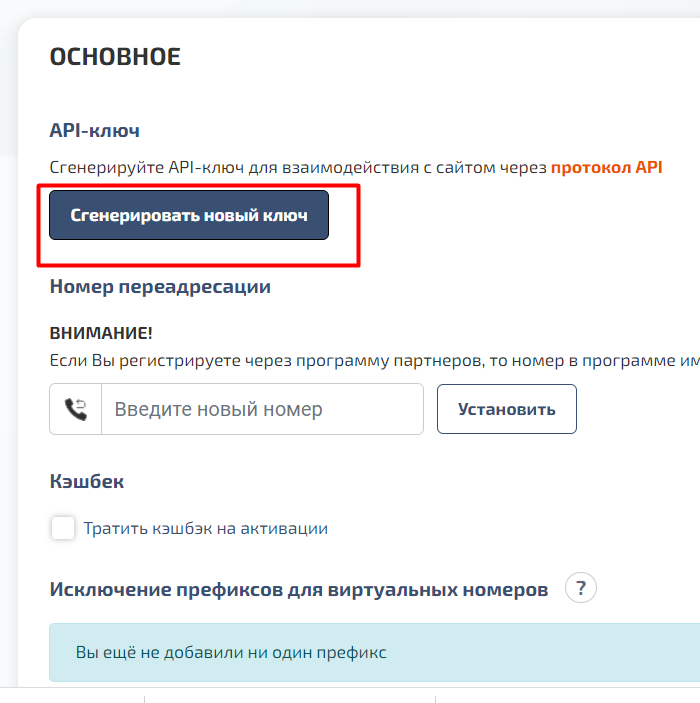 ОСНОВНОЕ
API-ключ
Сгенерируйте API-ключ для взаимодействия с сайтом через протокол API
Сгенерировать новый ключ
Номер переадресации
ВНИМАНИЕ!
Если Вы регистрируете через программу партнеров, то номер в программе им
Введите новый номер
Установить
Кэшбек
Тратить кэшбэк на активации
Исключение префиксов для виртуальных номеров ?
Вы ещё не добавили ни один префикс